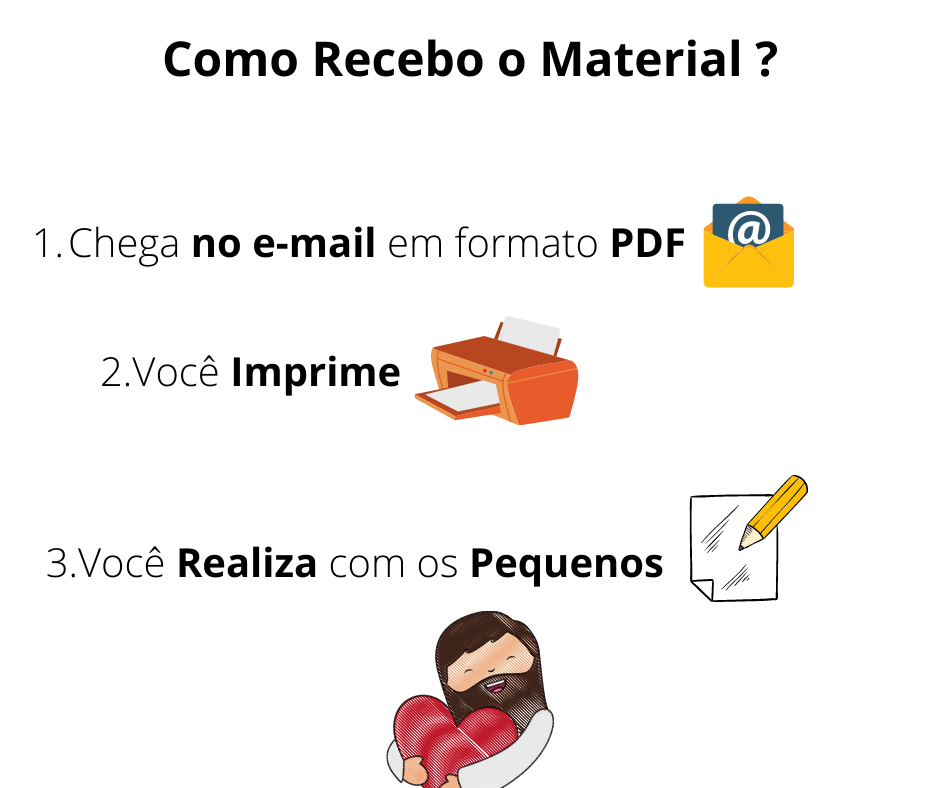 Como Recebo o Material ?
1.Chega no e-mail em formato PDF
@
2.Você Imprime
3.Você Realiza com os Pequenos